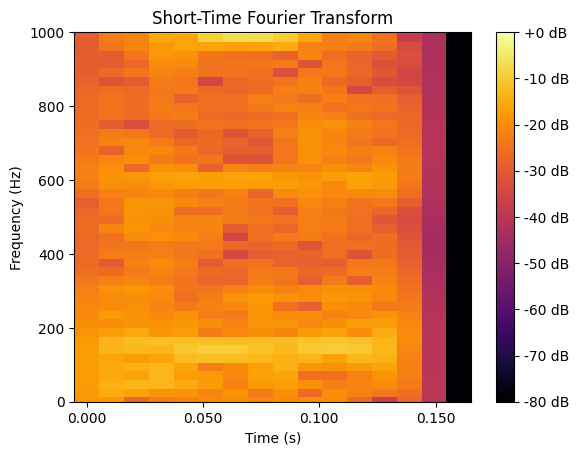 Short-Time Fourier Transform
1000
800
600
400
200
0
Frequency (Hz)
0.000
0.050
0.100
0.150
Time (s)
+0 dB
-10 dB
-20 dB
-30 dB
-40 dB
-50 dB
-60 dB
-70 dB
-80 dB